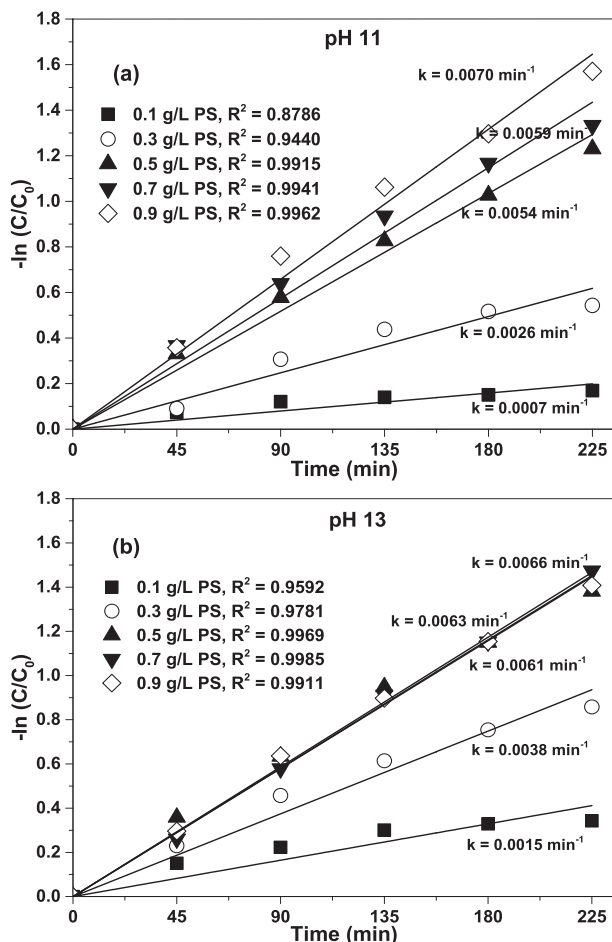 pH 11
(a)
0.1 g/L PS, R² = 0.8786
0.3 g/L PS, R² = 0.9440
0.5 g/L PS, R² = 0.9915
0.7 g/L PS, R² = 0.9941
0.9 g/L PS, R² = 0.9962
k = 0.0070 min⁻¹
k = 0.0059 min⁻¹
k = 0.0054 min⁻¹
k = 0.0026 min⁻¹
k = 0.0007 min⁻¹
-ln (C/C₀)
1.8
1.6
1.4
1.2
1.0
0.8
0.6
0.4
0.2
0.0
0 45 90 135 180 225
Time (min)
pH 13
(b)
0.1 g/L PS, R² = 0.9592
0.3 g/L PS, R² = 0.9781
0.5 g/L PS, R² = 0.9969
0.7 g/L PS, R² = 0.9985
0.9 g/L PS, R² = 0.9911
k = 0.0066 min⁻¹
k = 0.0063 min⁻¹
k = 0.0061 min⁻¹
k = 0.0038 min⁻¹
k = 0.0015 min⁻¹
-ln (C/C₀)
1.8
1.6
1.4
1.2
1.0
0.8
0.6
0.4
0.2
0.0
0 45 90 135 180 225
Time (min)